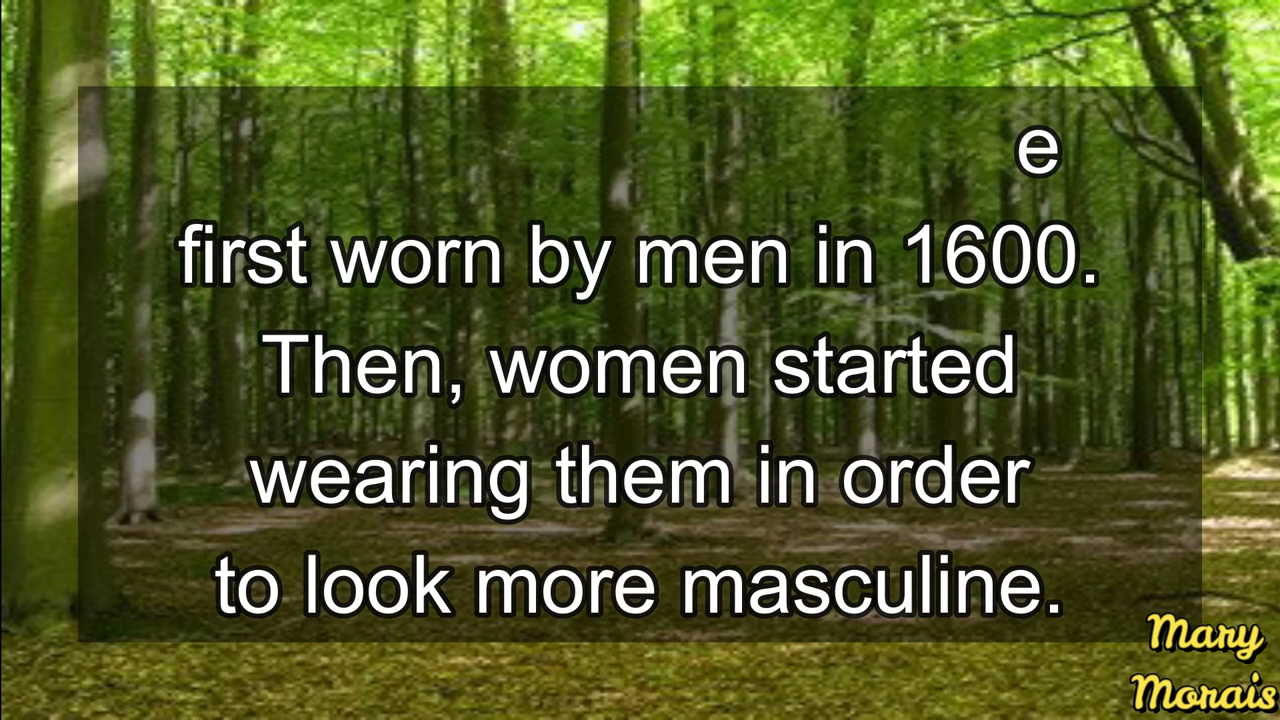 e
first worn by men in 1600.
Then, women started
wearing them in order
to look more masculine.
Mary
Morais